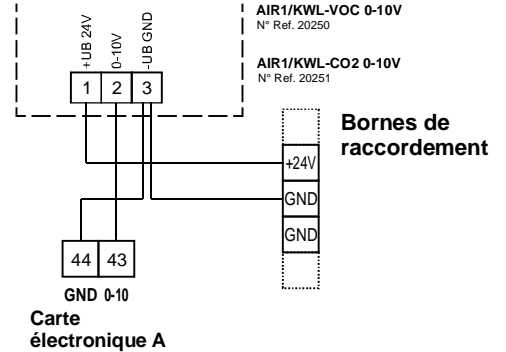 AIR1/KWL-VOC 0-10V
N° Ref. 20250
AIR1/KWL-CO2 0-10V
N° Ref. 20251
+UB 24V
0-10V
-UB GND
1 2 3
Bornes de
raccordement
+24V
GND
GND
44 43
GND 0-10
Carte
électronique A